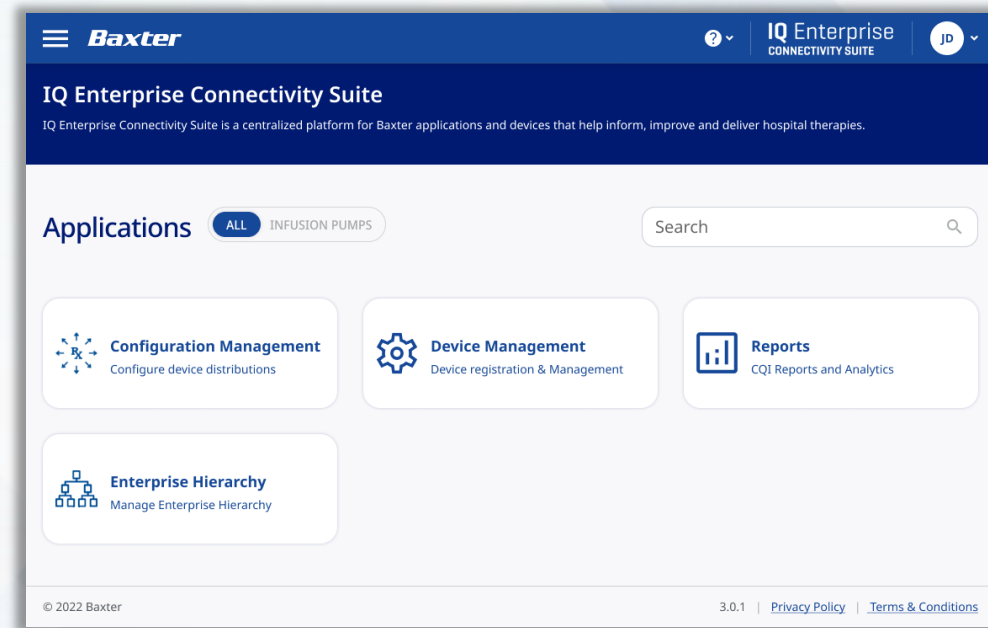 Baxter
? IQ Enterprise
CONNECTIVITY SUITE
JD
IQ Enterprise Connectivity Suite
IQ Enterprise Connectivity Suite is a centralized platform for Baxter applications and devices that help inform, improve and deliver hospital therapies.
Applications
ALL INFUSION PUMPS
Search
Configuration Management
Configure device distributions
Rx
Device Management
Device registration & Management
Reports
CQI Reports and Analytics
Enterprise Hierarchy
Manage Enterprise Hierarchy
© 2022 Baxter
3.0.1 | Privacy Policy | Terms & Conditions